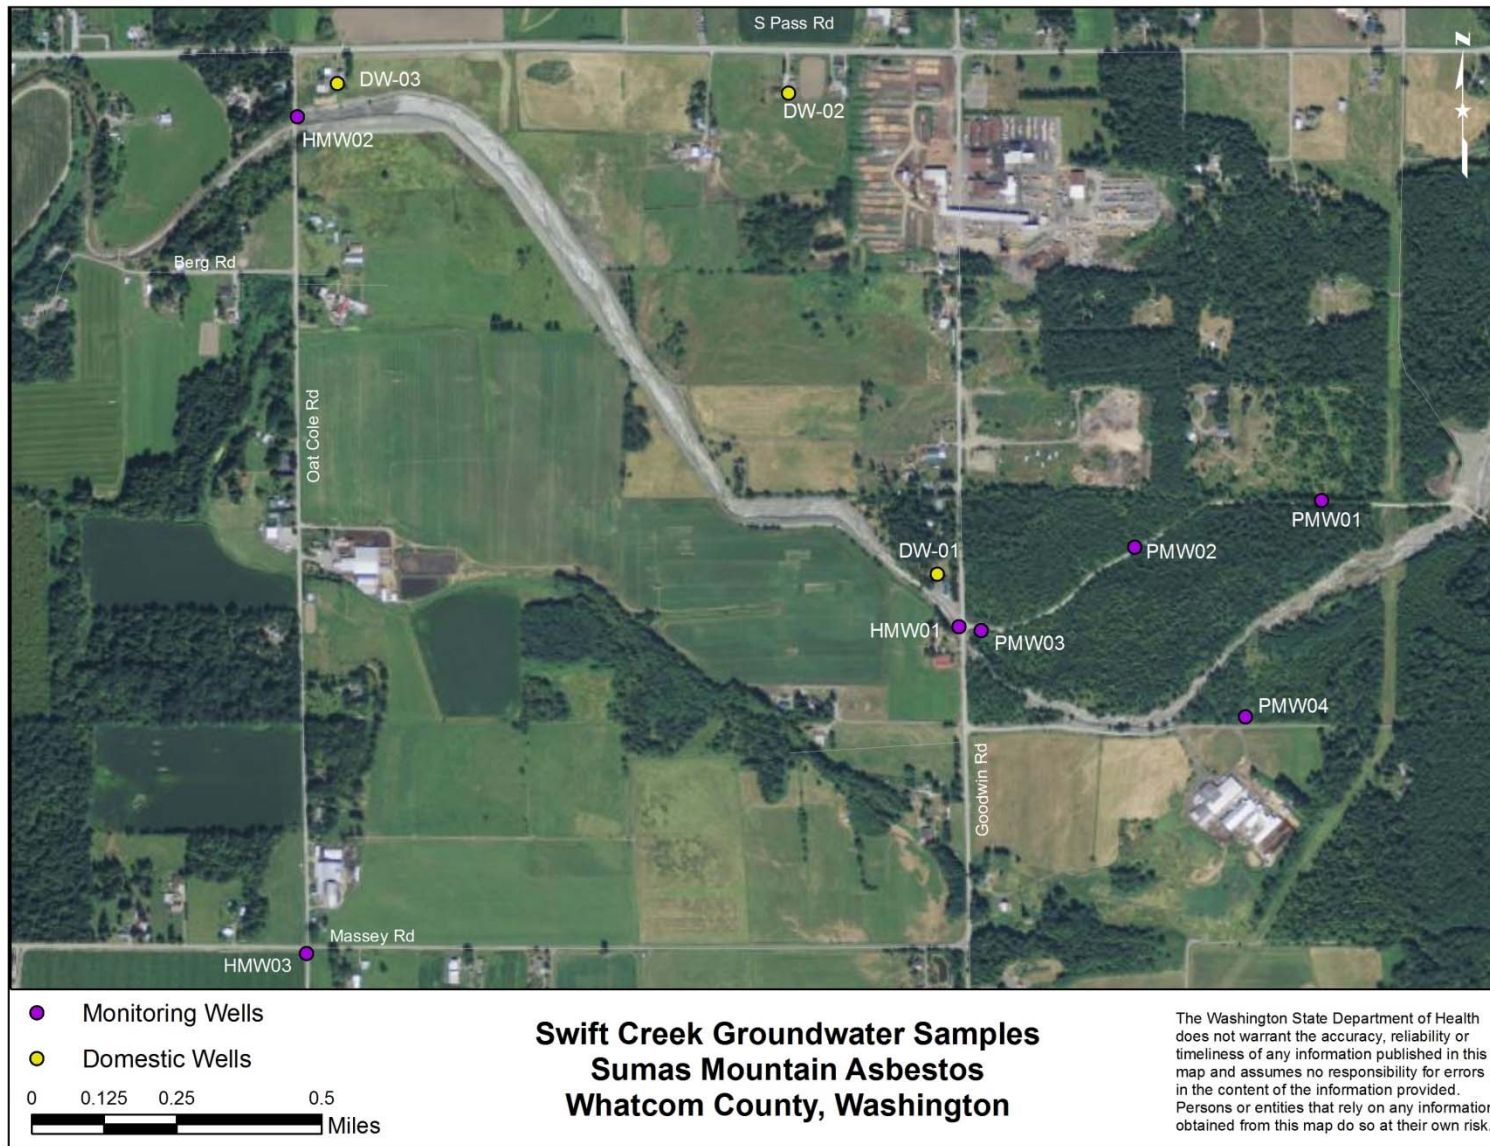 S Pass Rd
N
DW-03
DW-02
HMW02
Berg Rd
Oat Cole Rd
PMW01
PMW02
DW-01
HMW01
PMW03
PMW04
Goodwin Rd
Massey Rd
HMW03
Monitoring Wells
Domestic Wells
0 0.125 0.25 0.5
Miles
Swift Creek Groundwater Samples
Sumas Mountain Asbestos
Whatcom County, Washington
The Washington State Department of Health
does not warrant the accuracy, reliability or
timeliness of any information published in this
map and assumes no responsibility for errors
in the content of the information provided.
Persons or entities that rely on any information
obtained from this map do so at their own risk.